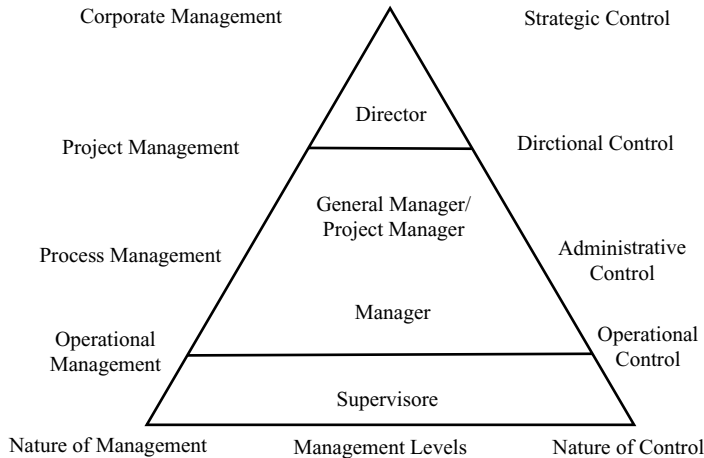 Corporate Management
Strategic Control
Director
Project Management
Dirctional Control
General Manager/
Project Manager
Process Management
Administrative
Control
Manager
Operational
Management
Operational
Control
Supervisore
Nature of Management
Management Levels
Nature of Control